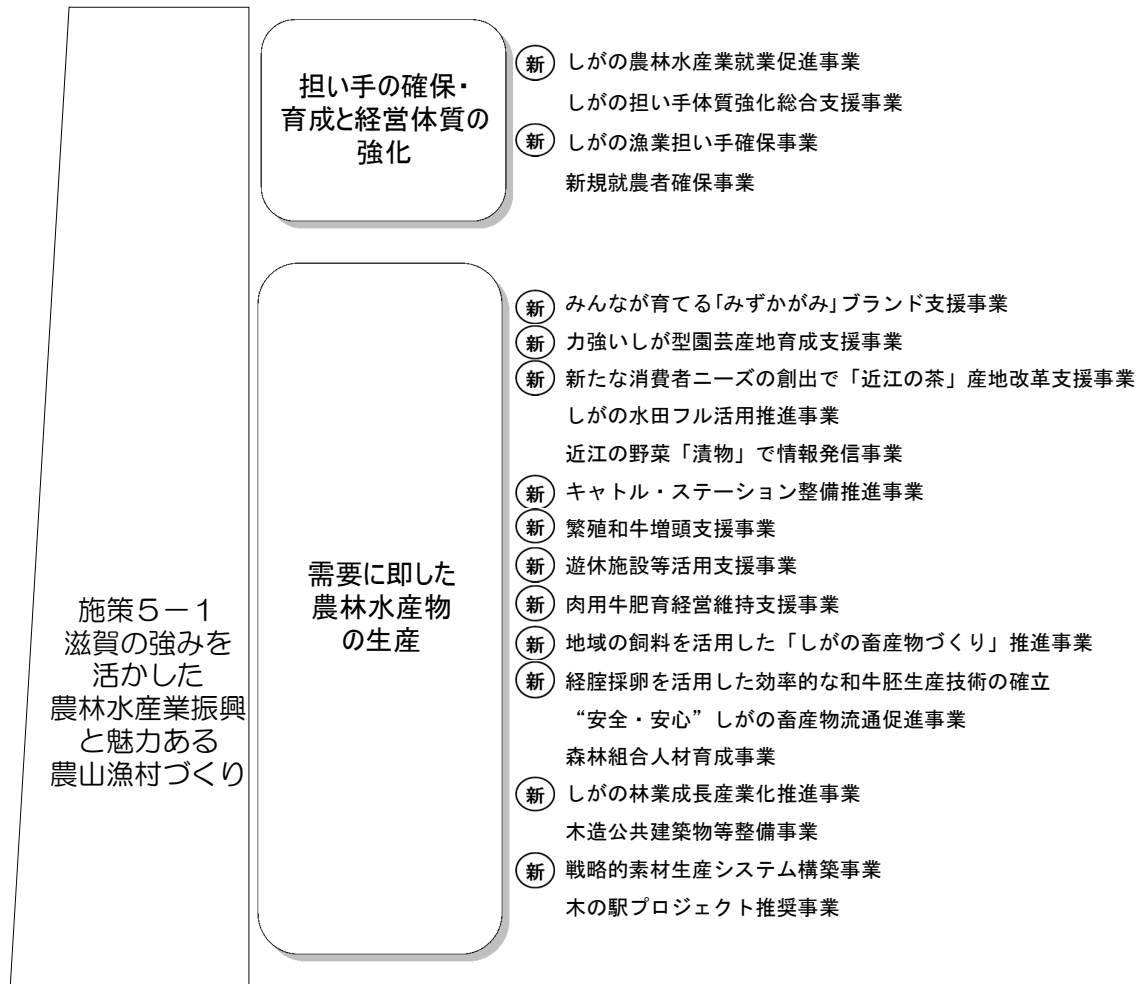 施策５－１
滋賀の強みを
活かした
農林水産業振興
と魅力ある
農山漁村づくり
担い手の確保・
育成と経営体質の
強化
新 しがの農林水産業就業促進事業
しがの担い手体質強化総合支援事業
新 しがの漁業担い手確保事業
新規就農者確保事業
需要に即した
農林水産物
の生産
新 みんなが育てる「みずかがみ」ブランド支援事業
新 力強いしが型園芸産地育成支援事業
新 新たな消費者ニーズの創出で「近江の茶」産地改革支援事業
しがの水田フル活用推進事業
近江の野菜「漬物」で情報発信事業
新 キャトル・ステーション整備推進事業
新 繁殖和牛増頭支援事業
新 遊休施設等活用支援事業
新 肉用牛肥育経営維持支援事業
新 地域の飼料を活用した「しがの畜産物づくり」推進事業
新 経腟採卵を活用した効率的な和牛胚生産技術の確立
“安全・安心”しがの畜産物流通促進事業
森林組合人材育成事業
新 しがの林業成長産業化推進事業
木造公共建築物等整備事業
新 戦略的素材生産システム構築事業
木の駅プロジェクト推奨事業